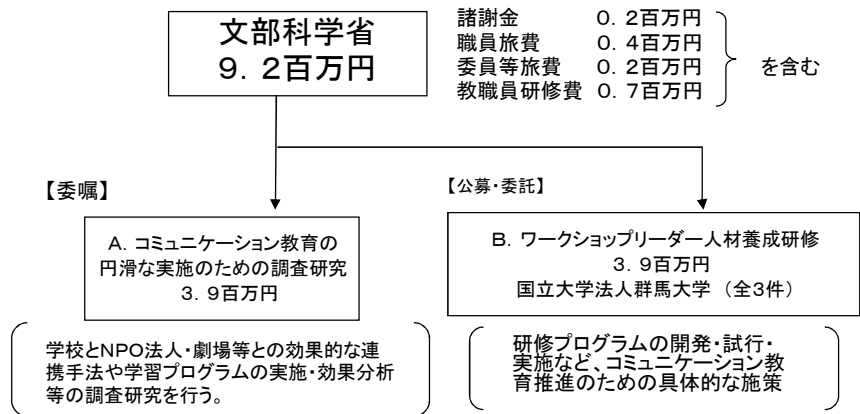 文部科学省
9．2百万円
諸謝金　　　0．2百万円
職員旅費　　0．4百万円
委員等旅費　0．2百万円
教職員研修費　0．7百万円
を含む
【委嘱】
A．コミュニケーション教育の
円滑な実施のための調査研究
3．9百万円
学校とNPO法人・劇場等との効果的な連
携手法や学習プログラムの実施・効果分析
等の調査研究を行う。
【公募・委託】
B．ワークショップリーダー人材養成研修
3．9百万円
国立大学法人群馬大学　（全3件）
研修プログラムの開発・試行・
実施など、コミュニケーション教
育推進のための具体的な施策